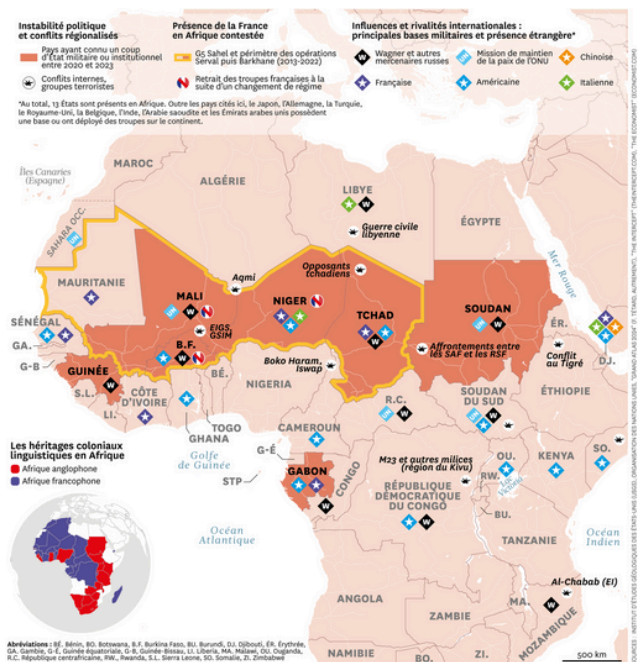 Instabilité politique
et conflits régionalisés
Pays ayant connu un coup
d'État militaire ou institutionnel
entre 2020 et 2023
Conflits internes,
groupes terroristes
Présence de la France
en Afrique contestée
G5 Sahel et périmètre des opérations
Serval puis Barkhane (2013-2022)
Retrait des troupes françaises à la
suite d'un changement de régime
Influences et rivalités internationales :
principales bases militaires et présence étrangère*
W
Wagner et autres
mercenaires russes
Mission de maintien
de la paix de l'ONU
Chinoise
Française
Américaine
Italienne
*Au total, 13 États sont présents en Afrique. Outre les pays cités ici, le Japon, l'Allemagne, la Turquie,
le Royaume-Uni, la Belgique, l'Inde, l'Arabie saoudite et les Émirats arabes unis possèdent
une base ou ont déployé des troupes sur le continent.
Îles Canaries
(Espagne)
MAROC
ALGÉRIE
LIBYE
W
Guerre civile
libyenne
ÉGYPTE
SAHARA OCC.
Mer Rouge
MAURITANIE
Aqmi
Opposants
tchadiens
MALI
W
NIGER
TCHAD
W
SOUDAN
W
EIGS,
GSIM
SÉNÉGAL
GA.
G-B
B.F.
W
BÉ.
Boko Haram,
Iswap
Affrontements entre
les SAF et les RSF
ÉR.
Conflit
au Tigré
DJ.
GUINÉE
W
S.L.
LI.
CÔTE
D'IVOIRE
TOGO
GHANA
NIGERIA
R.C.
W
SOUDAN
DU SUD
W
ÉTHIOPIE
CAMEROUN
Golfe
de Guinée
G-É
STP
GABON
CONGO
W
M23 et autres milices
(région du Kivu)
RÉPUBLIQUE
DÉMOCRATIQUE
DU CONGO
W
OU.
RW.
Lac
Victoria
BU.
KENYA
SO.
TANZANIE
Océan
Indien
Océan
Atlantique
Les héritages coloniaux
linguistiques en Afrique
Afrique anglophone
Afrique francophone
ANGOLA
ZAMBIE
MA.
W
Al-Chabab (EI)
MOZAMBIQUE
NAMIBIE
BO.
ZI.
500 km
Abréviations : BÉ. Bénin, BO. Botswana, B.F. Burkina Faso, BU. Burundi, DJ. Djibouti, ÉR. Érythrée,
GA. Gambie, G-É, Guinée équatoriale, G-B, Guinée-Bissau, LI. Liberia, MA. Malawi, OU. Ouganda,
R.C. République centrafricaine, RW., Rwanda, S.L. Sierra Leone, SO. Somalie, ZI. Zimbabwe